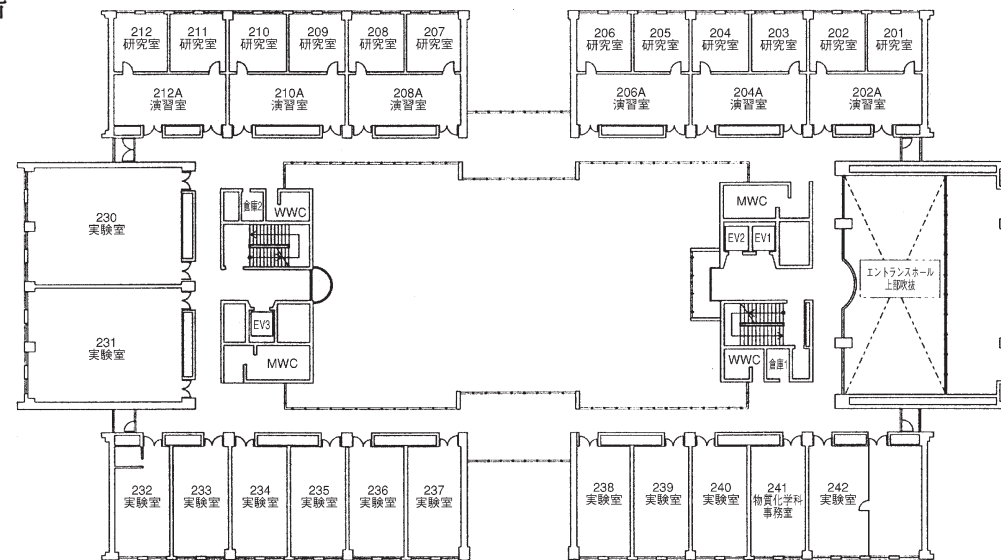 212
研究室
211
研究室
210
研究室
209
研究室
208
研究室
207
研究室
206
研究室
205
研究室
204
研究室
203
研究室
202
研究室
201
研究室
212A
演習室
210A
演習室
208A
演習室
206A
演習室
204A
演習室
202A
演習室
230
実験室
倉庫2
WWC
MWC
EV2
EV1
エントランスホール
上部吹抜
231
実験室
EV3
MWC
WWC
倉庫1
232
実験室
233
実験室
234
実験室
235
実験室
236
実験室
237
実験室
238
実験室
239
実験室
240
実験室
241
物質化学科
事務室
242
実験室